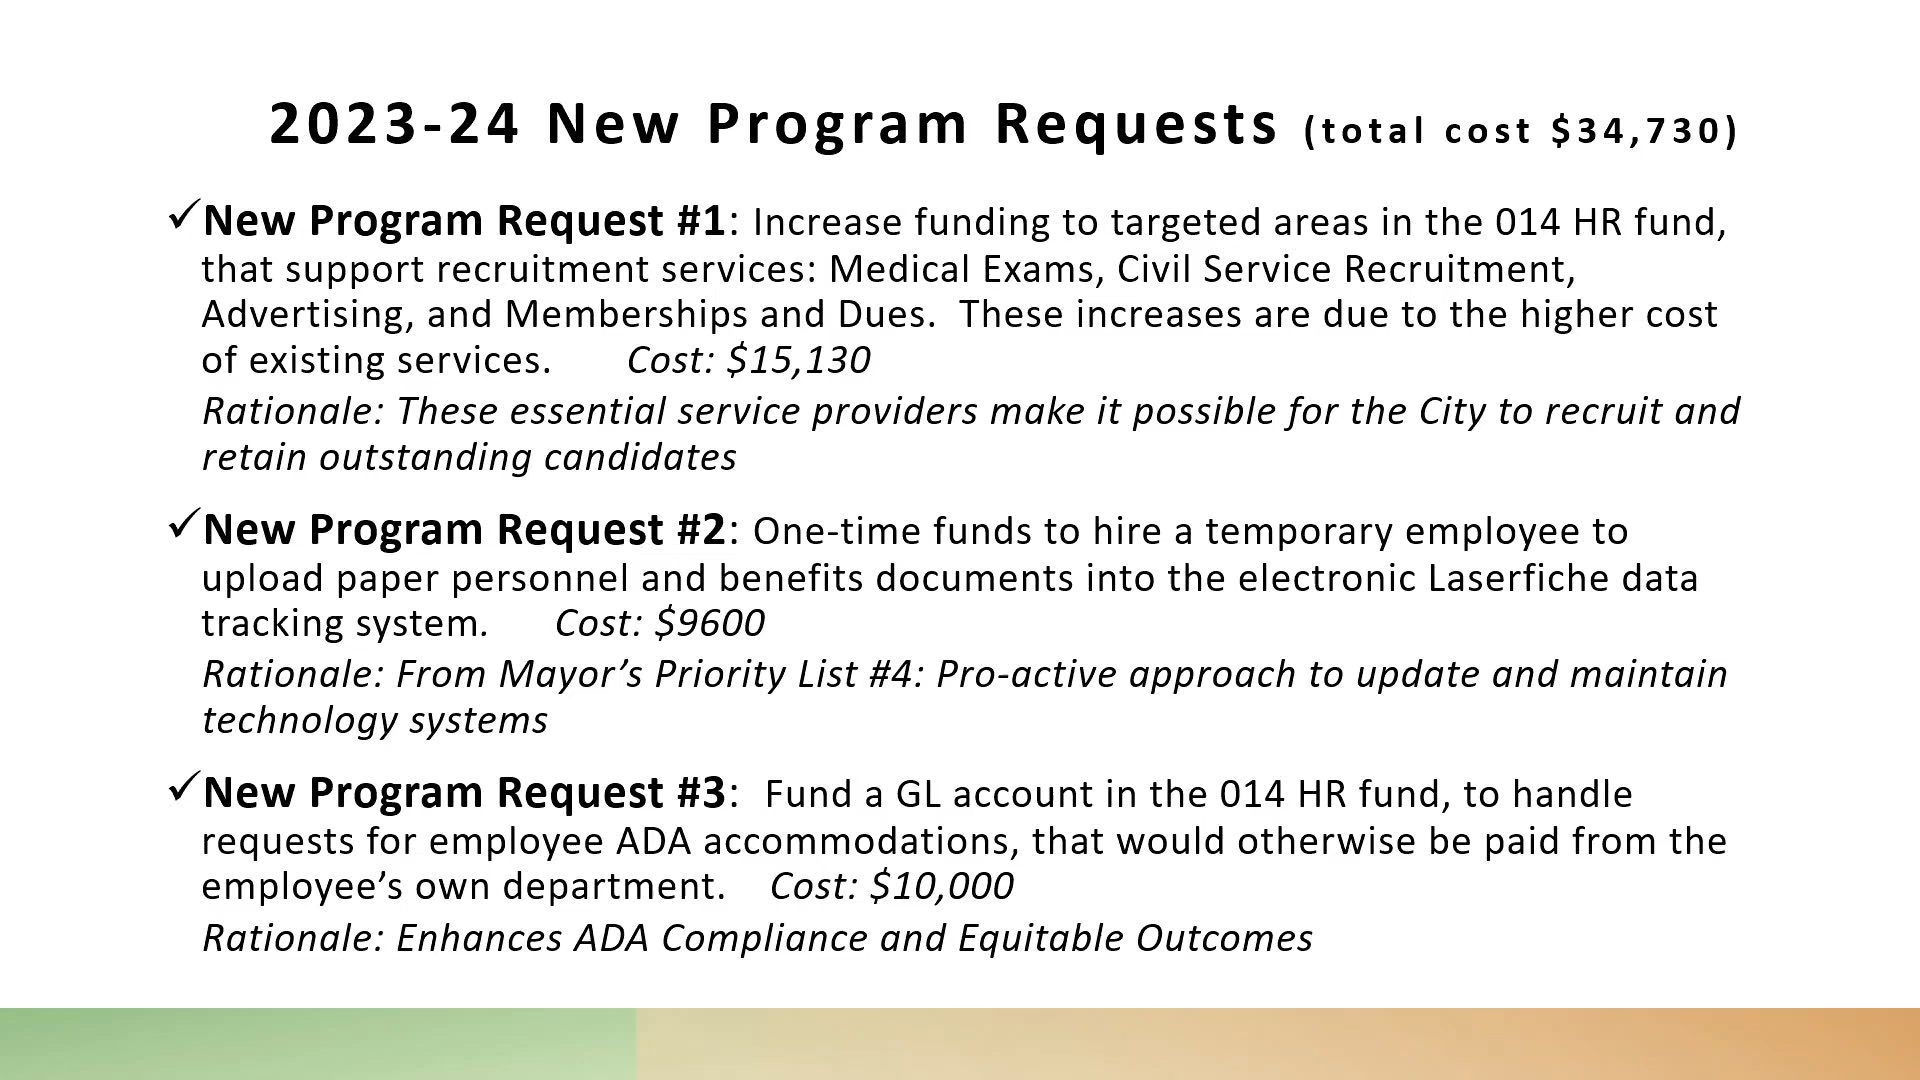 2023-24 New Program Requests (total cost $34,730)
✓New Program Request #1: Increase funding to targeted areas in the 014 HR fund,
that support recruitment services: Medical Exams, Civil Service Recruitment,
Advertising, and Memberships and Dues.  These increases are due to the higher cost
of existing services.      Cost: $15,130
Rationale: These essential service providers make it possible for the City to recruit and
retain outstanding candidates
✓New Program Request #2: One-time funds to hire a temporary employee to
upload paper personnel and benefits documents into the electronic Laserfiche data
tracking system.     Cost: $9600
Rationale: From Mayor’s Priority List #4: Pro-active approach to update and maintain
technology systems
✓New Program Request #3:  Fund a GL account in the 014 HR fund, to handle
requests for employee ADA accommodations, that would otherwise be paid from the
employee’s own department.   Cost: $10,000
Rationale: Enhances ADA Compliance and Equitable Outcomes